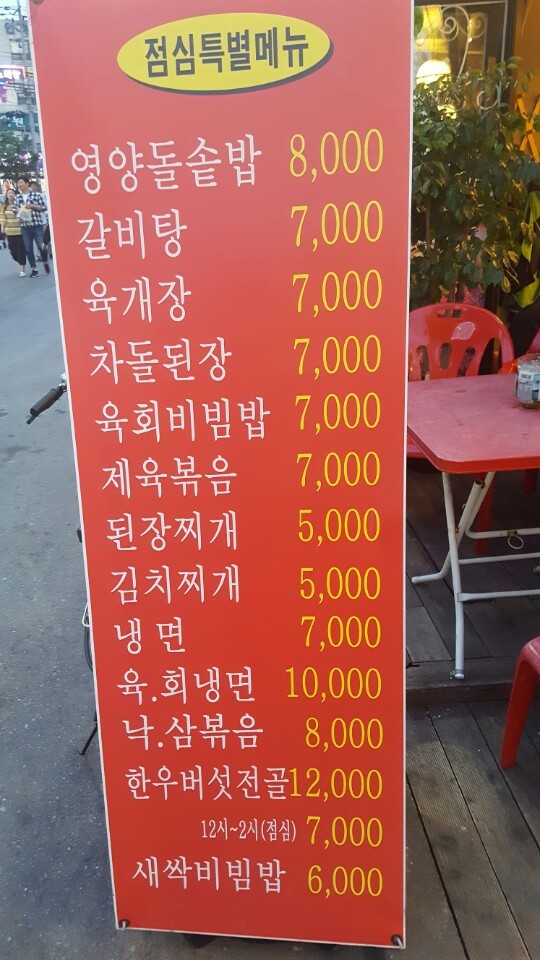 점심특별메뉴
영양돌솥밥 8,000
갈비탕 7,000
육개장 7,000
차돌된장 7,000
육회비빔밥 7,000
제육볶음 7,000
된장찌개 5,000
김치찌개 5,000
냉면 7,000
육.회냉면 10,000
낙.삼볶음 8,000
한우버섯전골 12,000
12시~2시(점심) 7,000
새싹비빔밥 6,000